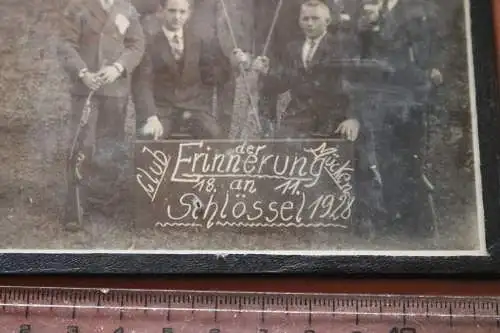 Club
Erinnerung
der
18. an 11.
Schlössel 1928